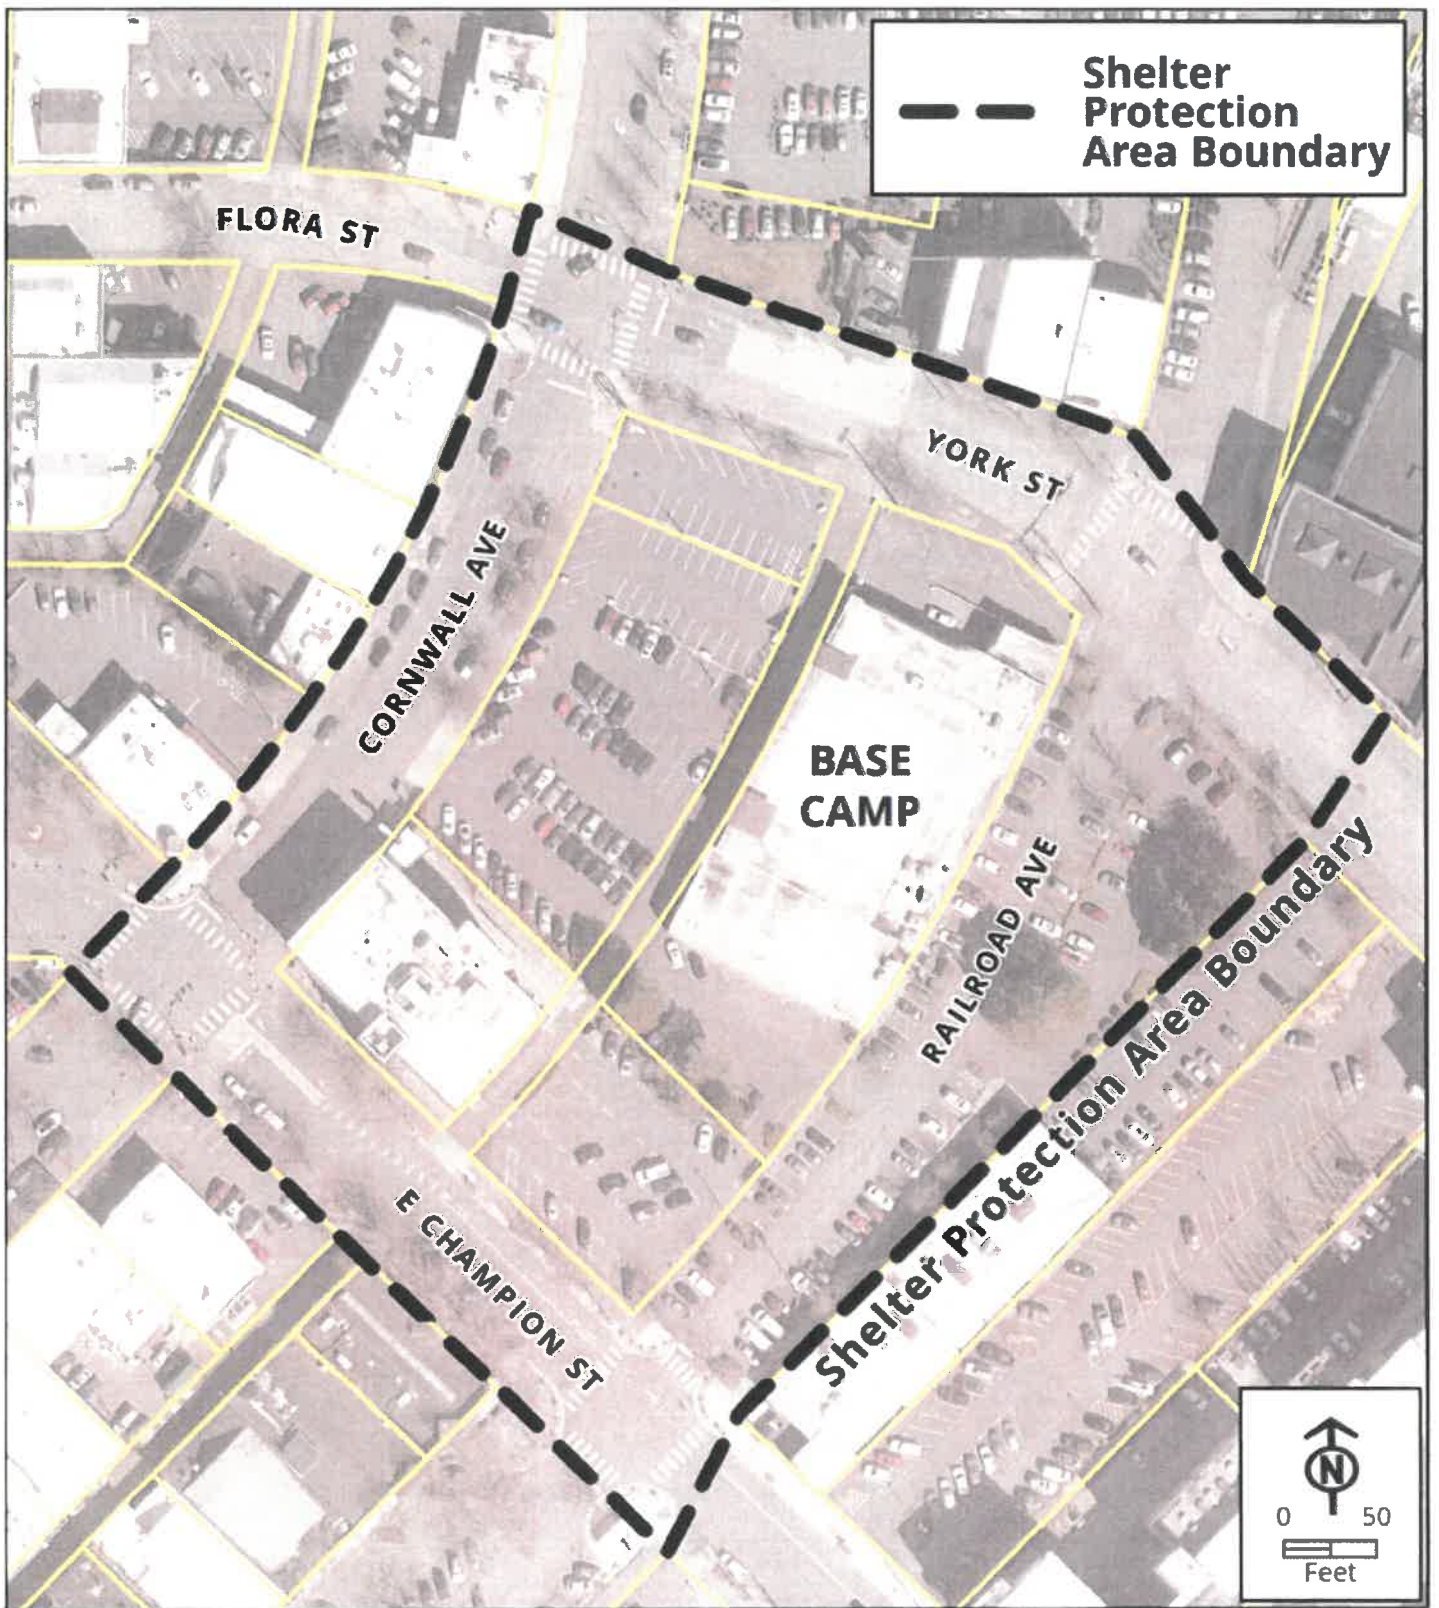 Shelter
Protection
Area Boundary
FLORA ST
YORK ST
CORNWALL AVE
BASE
CAMP
RAILROAD AVE
Shelter Protection Area Boundary
E CHAMPION ST
N
0 50
Feet